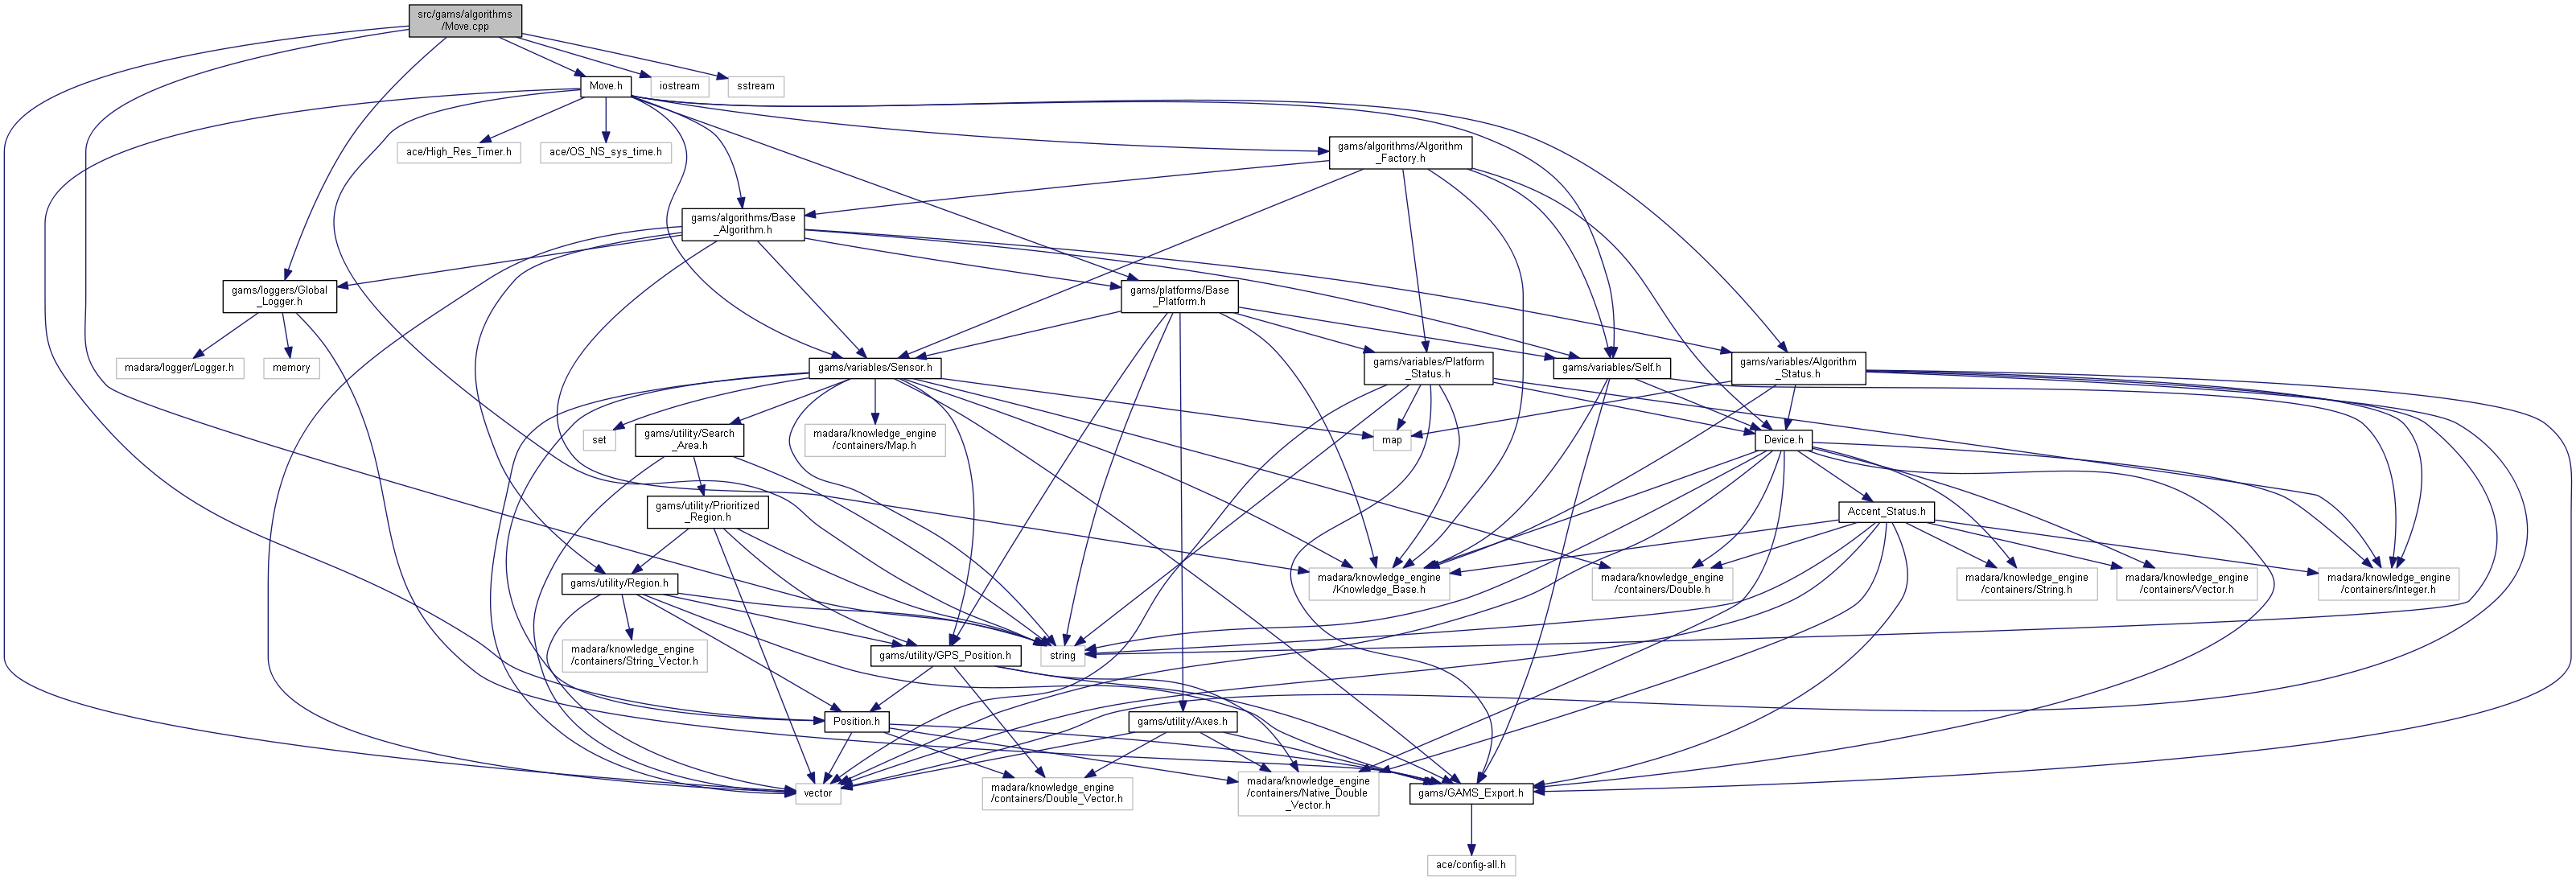 src/gams/algorithms
/Move.cpp
Move.h
iostream
sstream
ace/High_Res_Timer.h
ace/OS_NS_sys_time.h
gams/algorithms/Algorithm
_Factory.h
gams/algorithms/Base
_Algorithm.h
gams/loggers/Global
_Logger.h
gams/platforms/Base
_Platform.h
madara/logger/Logger.h
memory
gams/variables/Sensor.h
gams/variables/Platform
_Status.h
gams/variables/Self.h
gams/variables/Algorithm
_Status.h
set
gams/utility/Search
_Area.h
madara/knowledge_engine
/containers/Map.h
map
Device.h
gams/utility/Prioritized
_Region.h
Accent_Status.h
gams/utility/Region.h
madara/knowledge_engine
/Knowledge_Base.h
madara/knowledge_engine
/containers/Double.h
madara/knowledge_engine
/containers/String.h
madara/knowledge_engine
/containers/Vector.h
madara/knowledge_engine
/containers/Integer.h
madara/knowledge_engine
/containers/String_Vector.h
gams/utility/GPS_Position.h
string
Position.h
gams/utility/Axes.h
vector
madara/knowledge_engine
/containers/Double_Vector.h
madara/knowledge_engine
/containers/Native_Double
_Vector.h
gams/GAMS_Export.h
ace/config-all.h